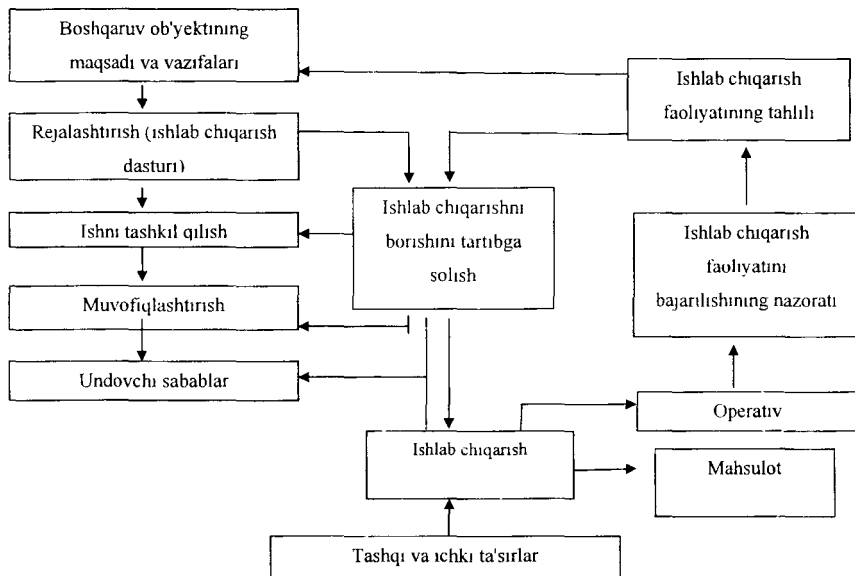 Boshqaruv ob'yektining
maqsadi va vazifalari
Rejalashtirish (ishlab chiqarish
dasturi)
Ishni tashkil qilish
Muvofiqlashtirish
Undovchi sabablar
Ishlab chiqarishni
borishini tartibga
solish
Ishlab chiqarish
Tashqi va ichki ta'sirlar
Ishlab chiqarish
faoliyatining tahlili
Ishlab chiqarish
faoliyatini
bajarilishining nazorati
Operativ
Mahsulot